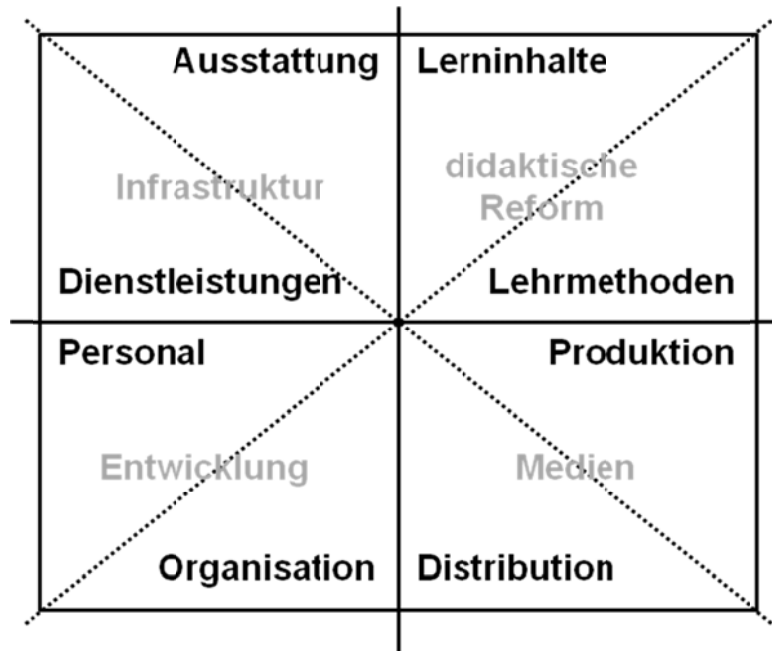 Ausstattung
Lerninhalte
Infrastruktur
didaktische
Reform
Dienstleistungen
Lehrmethoden
Personal
Produktion
Entwicklung
Medien
Organisation
Distribution